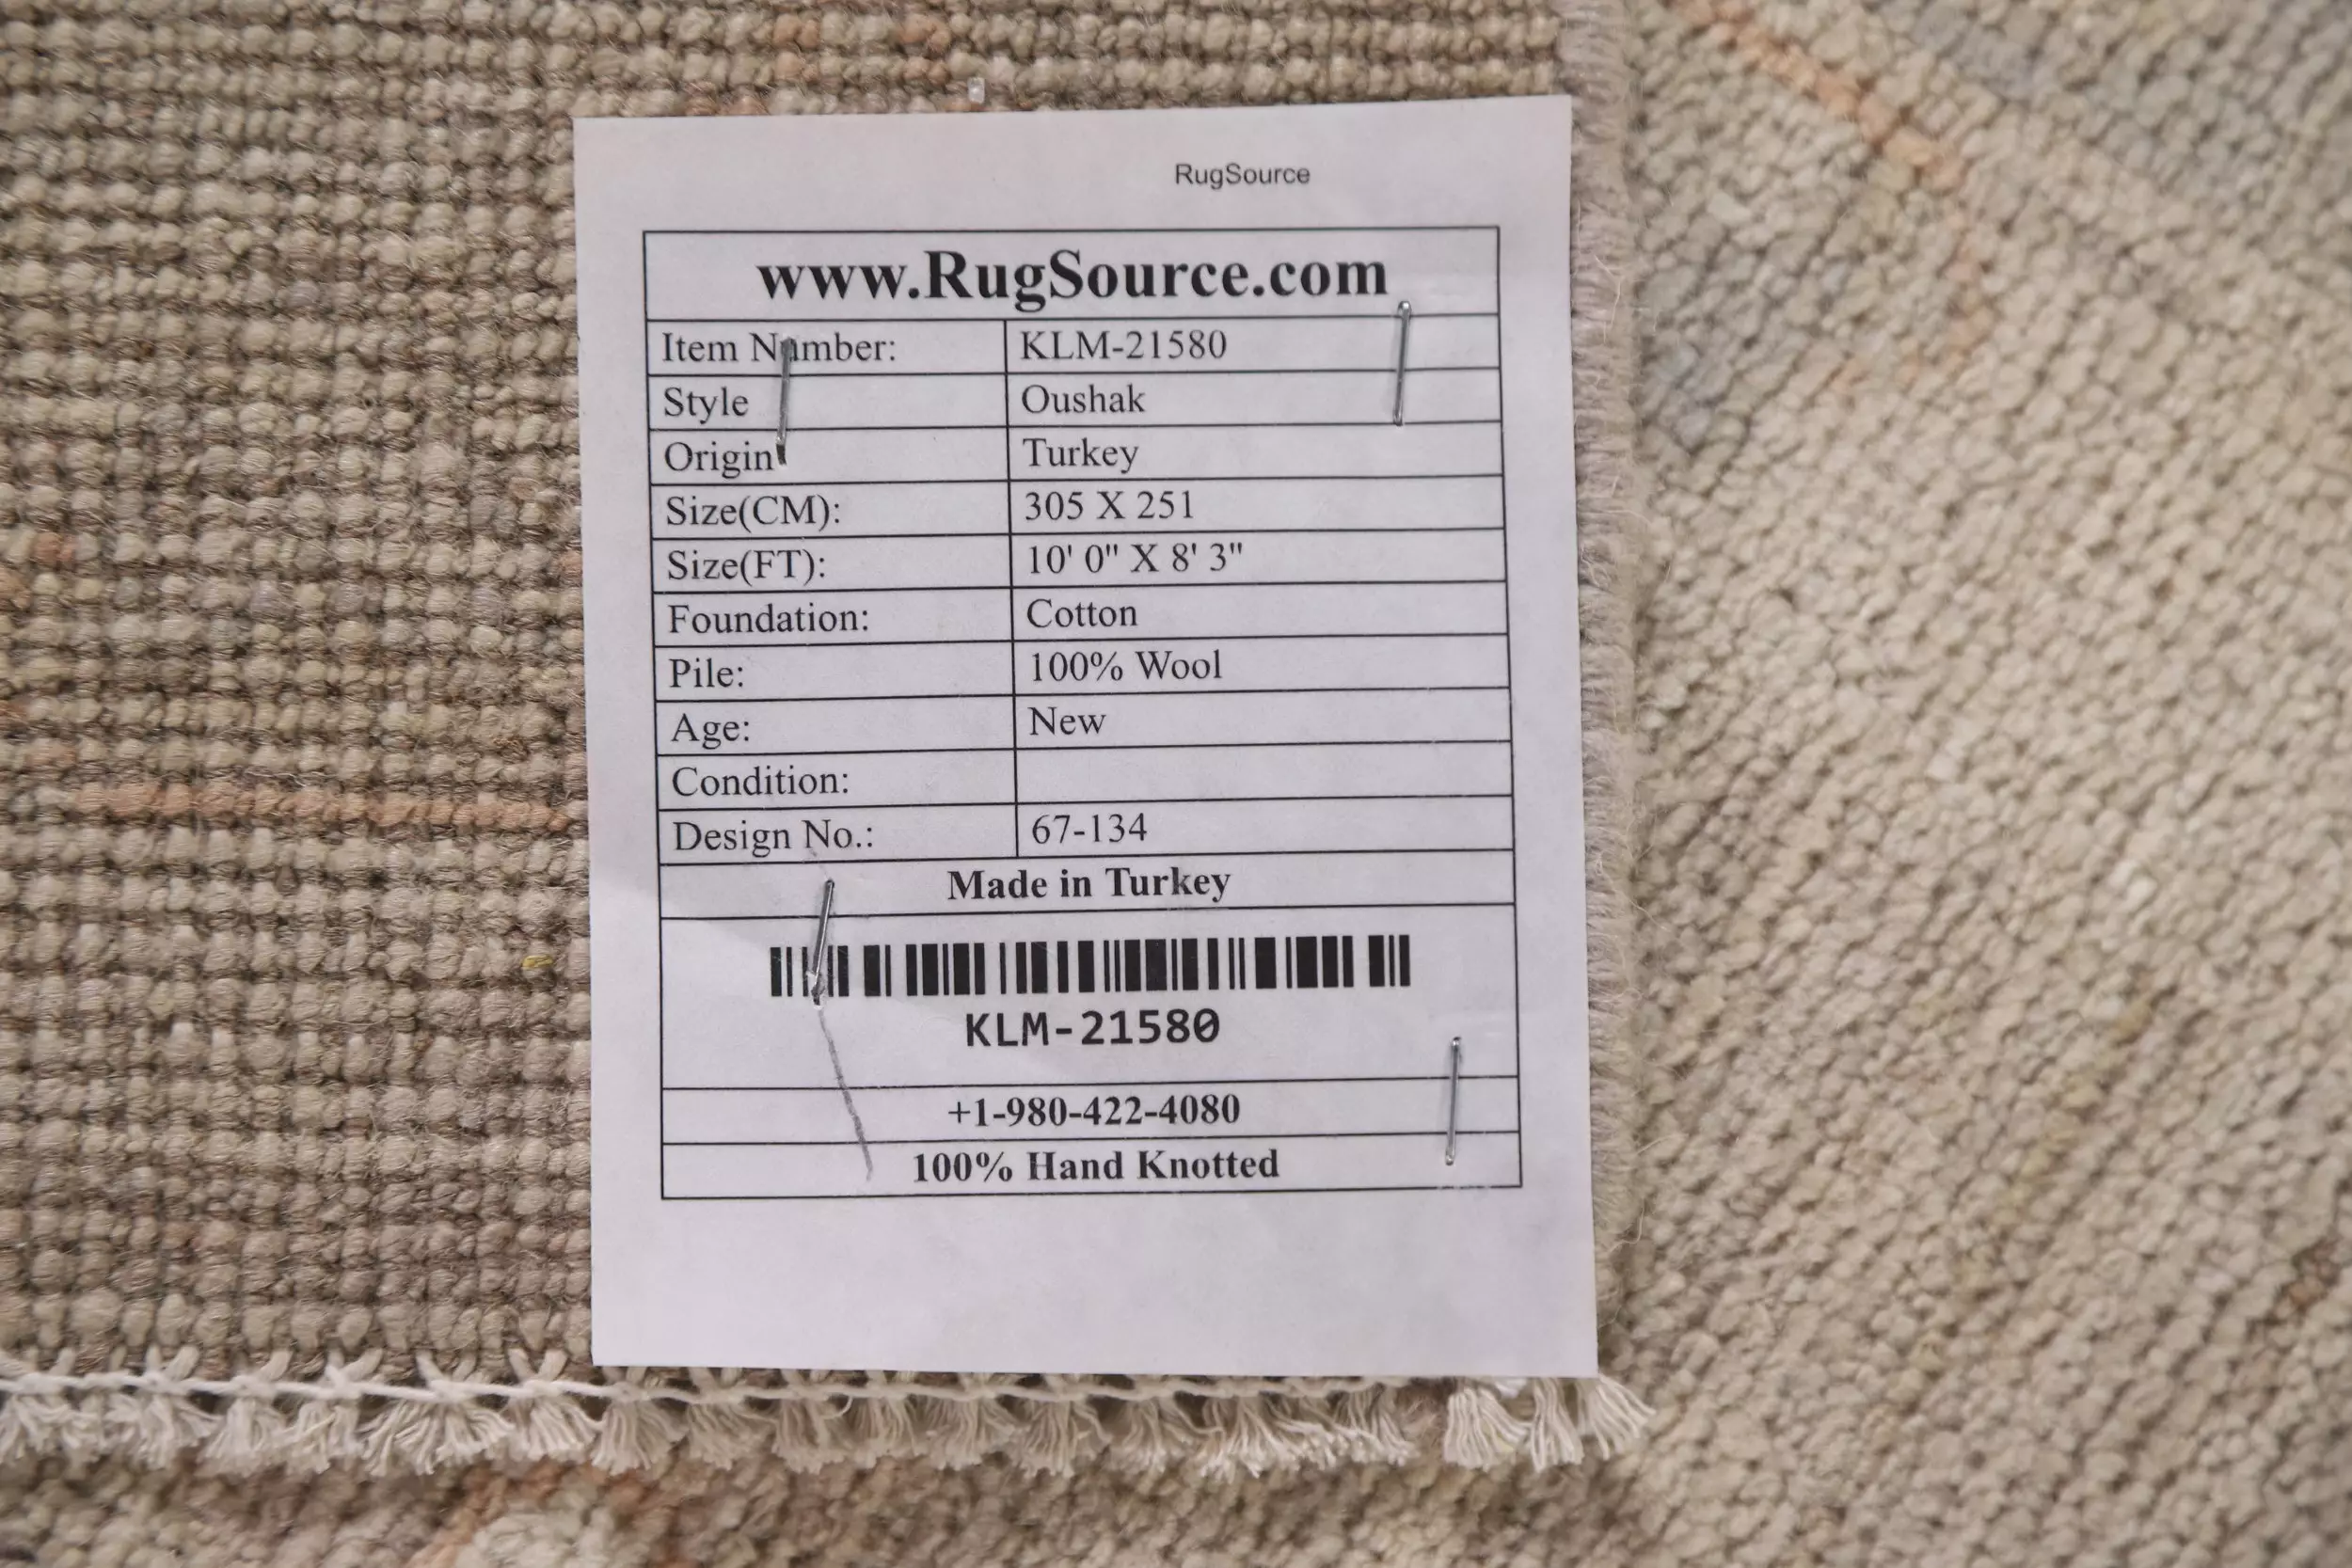 RugSource
www.RugSource.com
Item Number: KLM-21580
Style Oushak
Origin Turkey
Size(CM): 305 X 251
Size(FT): 10' 0" X 8' 3"
Foundation: Cotton
Pile: 100% Wool
Age: New
Condition:
Design No.: 67-134
Made in Turkey
KLM-21580
+1-980-422-4080
100% Hand Knotted